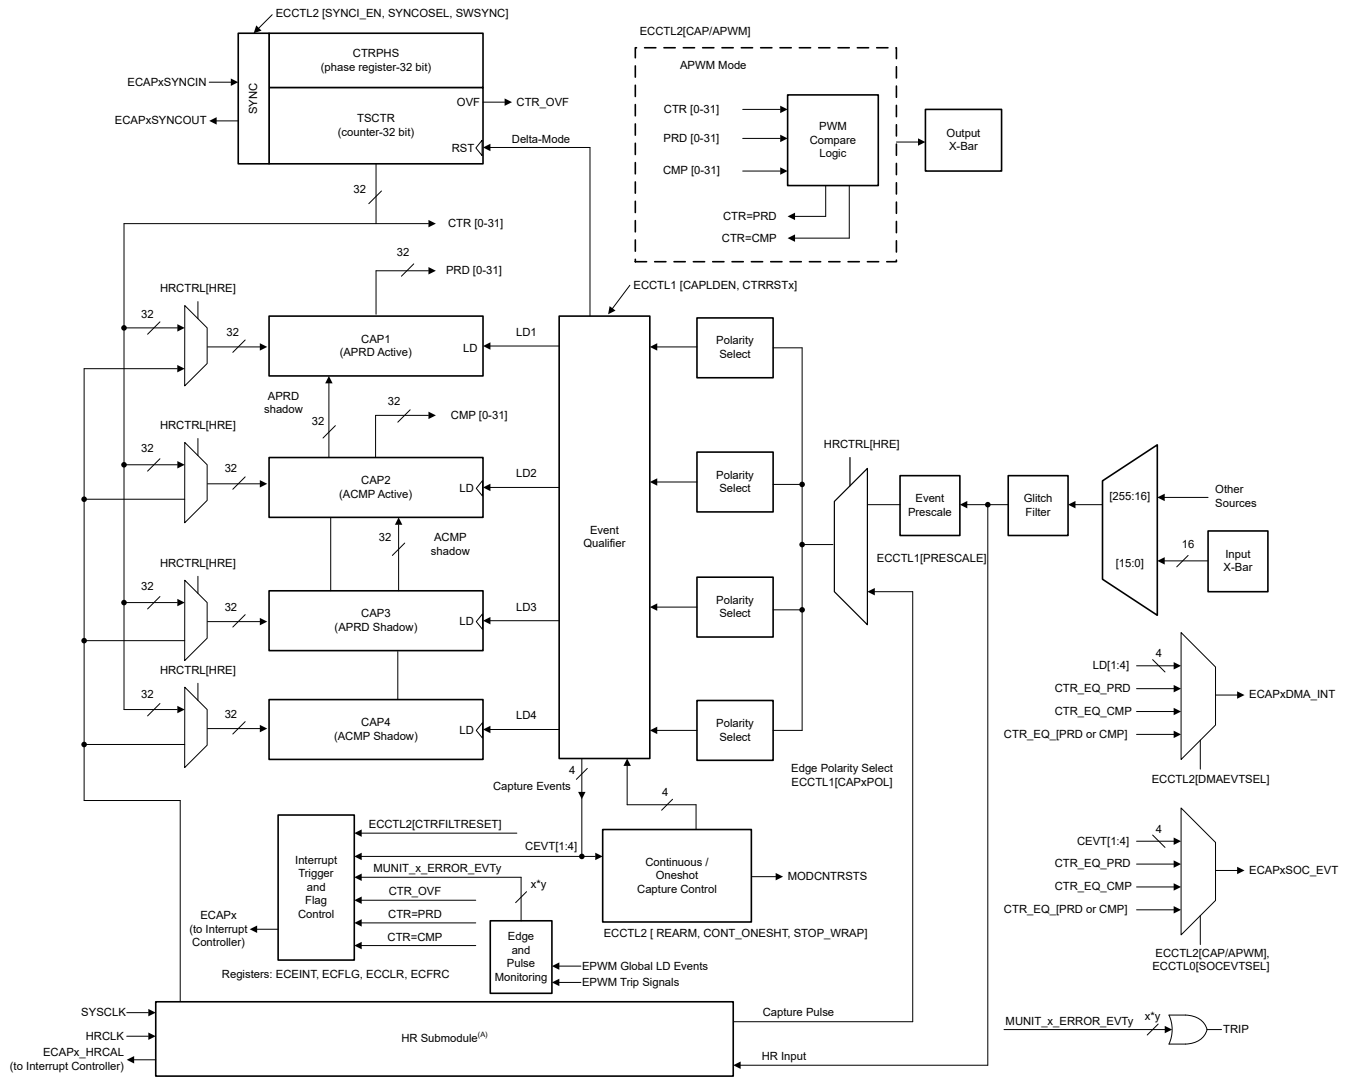 ECCTL2 [SYNCI_EN, SYNCOSEL, SWSYNC]
ECCTL2[CAP/APWM]
CTRPHS
(phase register-32 bit)
APWM Mode
ECAPxSYNCIN
SYNC
OVF
CTR_OVF
CTR [0-31]
ECAPxSYNCOUT
TSCTR
(counter-32 bit)
PWM
Compare
Logic
Output
X-Bar
PRD [0-31]
Delta-Mode
RST
CMP [0-31]
32
CTR=PRD
CTR [0-31]
CTR=CMP
32
PRD [0-31]
HRCTRL[HRE]
ECCTL1 [CAPLDEN, CTRRSTx]
32
32
CAP1
(APRD Active)
LD
LD1
Polarity
Select
APRD
shadow
32
32
CMP [0-31]
HRCTRL[HRE]
HRCTRL[HRE]
32
32
CAP2
(ACMP Active)
LD
LD2
Polarity
Select
Event
Prescale
Glitch
Filter
[255:16]
Other
Sources
Event
Qualifier
32
ACMP
shadow
ECCTL1[PRESCALE]
[15:0]
16
Input
X-Bar
HRCTRL[HRE]
32
32
CAP3
(APRD Shadow)
LD
LD3
Polarity
Select
HRCTRL[HRE]
32
32
CAP4
(ACMP Shadow)
LD
LD4
Polarity
Select
LD[1:4]
4
CTR_EQ_PRD
ECAPxDMA_INT
CTR_EQ_CMP
CTR_EQ_[PRD or CMP]
4
Capture Events
Edge Polarity Select
ECCTL1[CAPxPOL]
ECCTL2[DMAEVTSEL]
4
ECCTL2[CTRFILTRESET]
CEVT[1:4]
Interrupt
Trigger
and
Flag
Control
MUNIT_x_ERROR_EVTy
x*y
CTR_OVF
CTR=PRD
CTR=CMP
Continuous /
Oneshot
Capture Control
MODCNTRSTS
CEVT[1:4]
4
CTR_EQ_PRD
ECAPxSOC_EVT
CTR_EQ_CMP
CTR_EQ_[PRD or CMP]
ECAPx
(to Interrupt
Controller)
ECCTL2 [ REARM, CONT_ONESHT, STOP_WRAP]
Edge
and
Pulse
Monitoring
ECCTL2[CAP/APWM],
ECCTL0[SOCEVTSEL]
EPWM Global LD Events
EPWM Trip Signals
Registers: ECEINT, ECFLG, ECCLR, ECFRC
SYSCLK
HRCLK
ECAPx_HRCAL
(to Interrupt Controller)
HR Submodule(A)
Capture Pulse
HR Input
MUNIT_x_ERROR_EVTy
x*y
TRIP